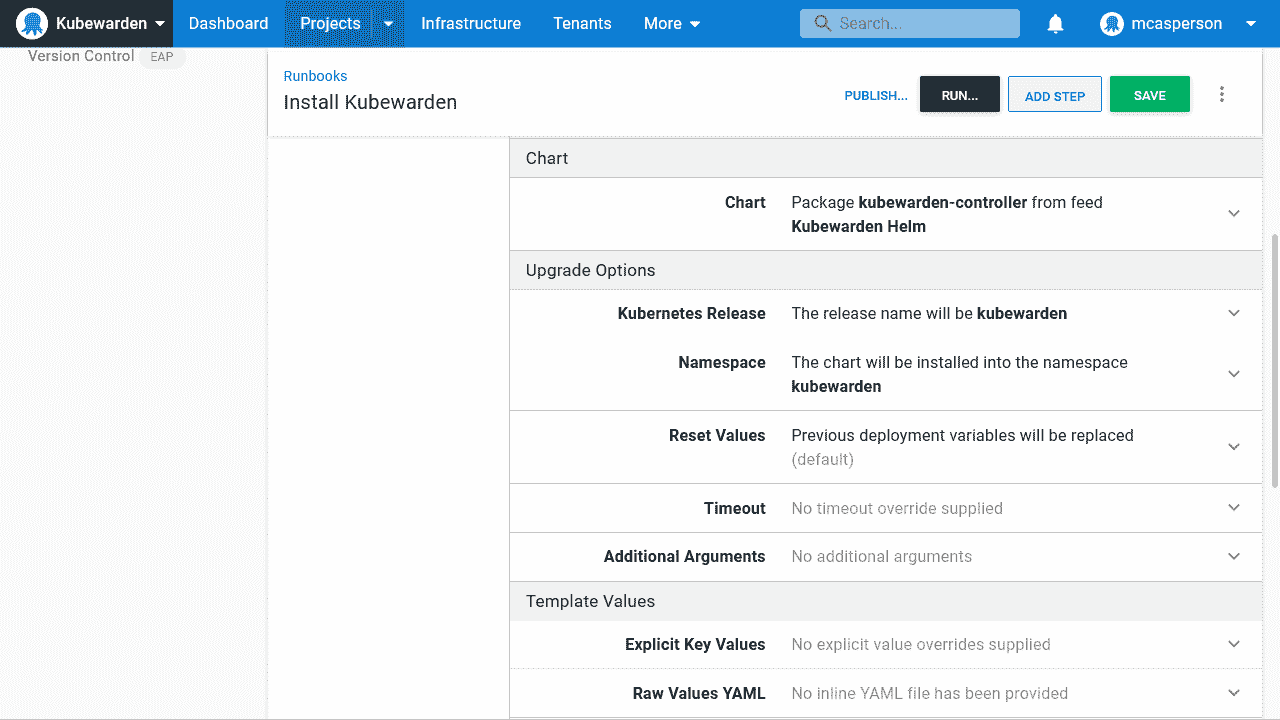 Kubewarden Dashboard Projects Infrastructure Tenants More Search... mcasperson
Version Control EAP
Runbooks
Install Kubewarden
PUBLISH... RUN... ADD STEP SAVE
Chart
Chart Package kubewarden-controller from feed
Kubewarden Helm
Upgrade Options
Kubernetes Release The release name will be kubewarden
Namespace The chart will be installed into the namespace
kubewarden
Reset Values Previous deployment variables will be replaced
(default)
Timeout No timeout override supplied
Additional Arguments No additional arguments
Template Values
Explicit Key Values No explicit value overrides supplied
Raw Values YAML No inline YAML file has been provided